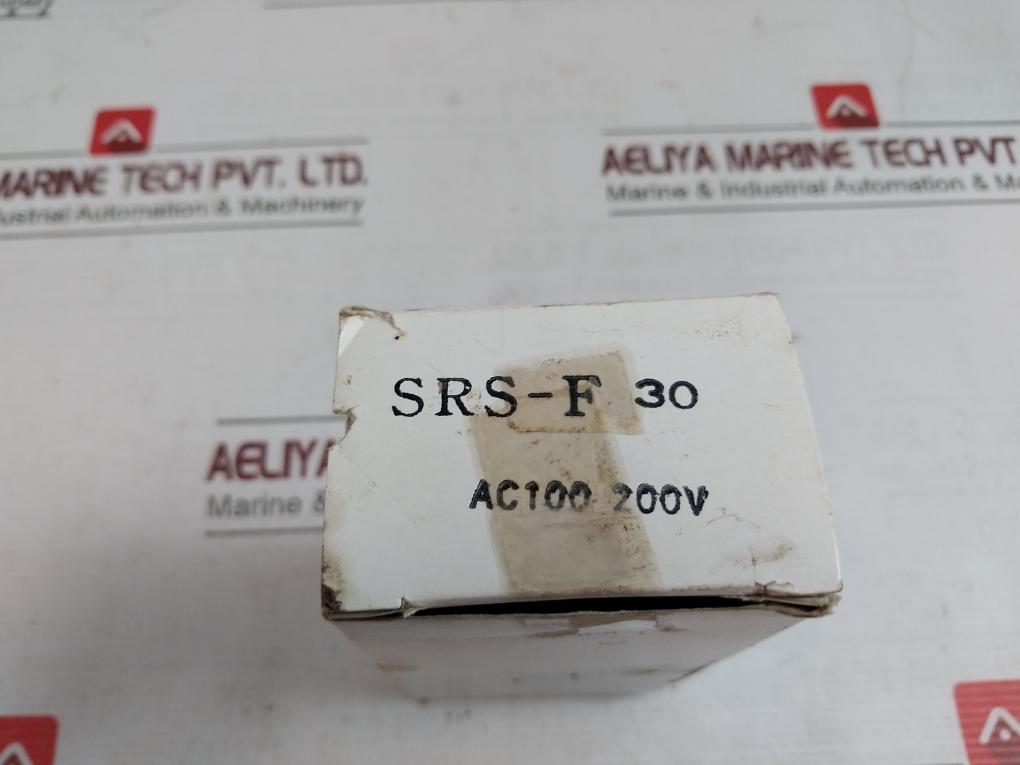 MARINE TECH PVT. LTD.
Industrial Automation & Machinery
AELIYA MARINE TECH PVT.
Marine & Industrial Automation &
SRS-F 30
AELIYA
Marine &
AC100 200V